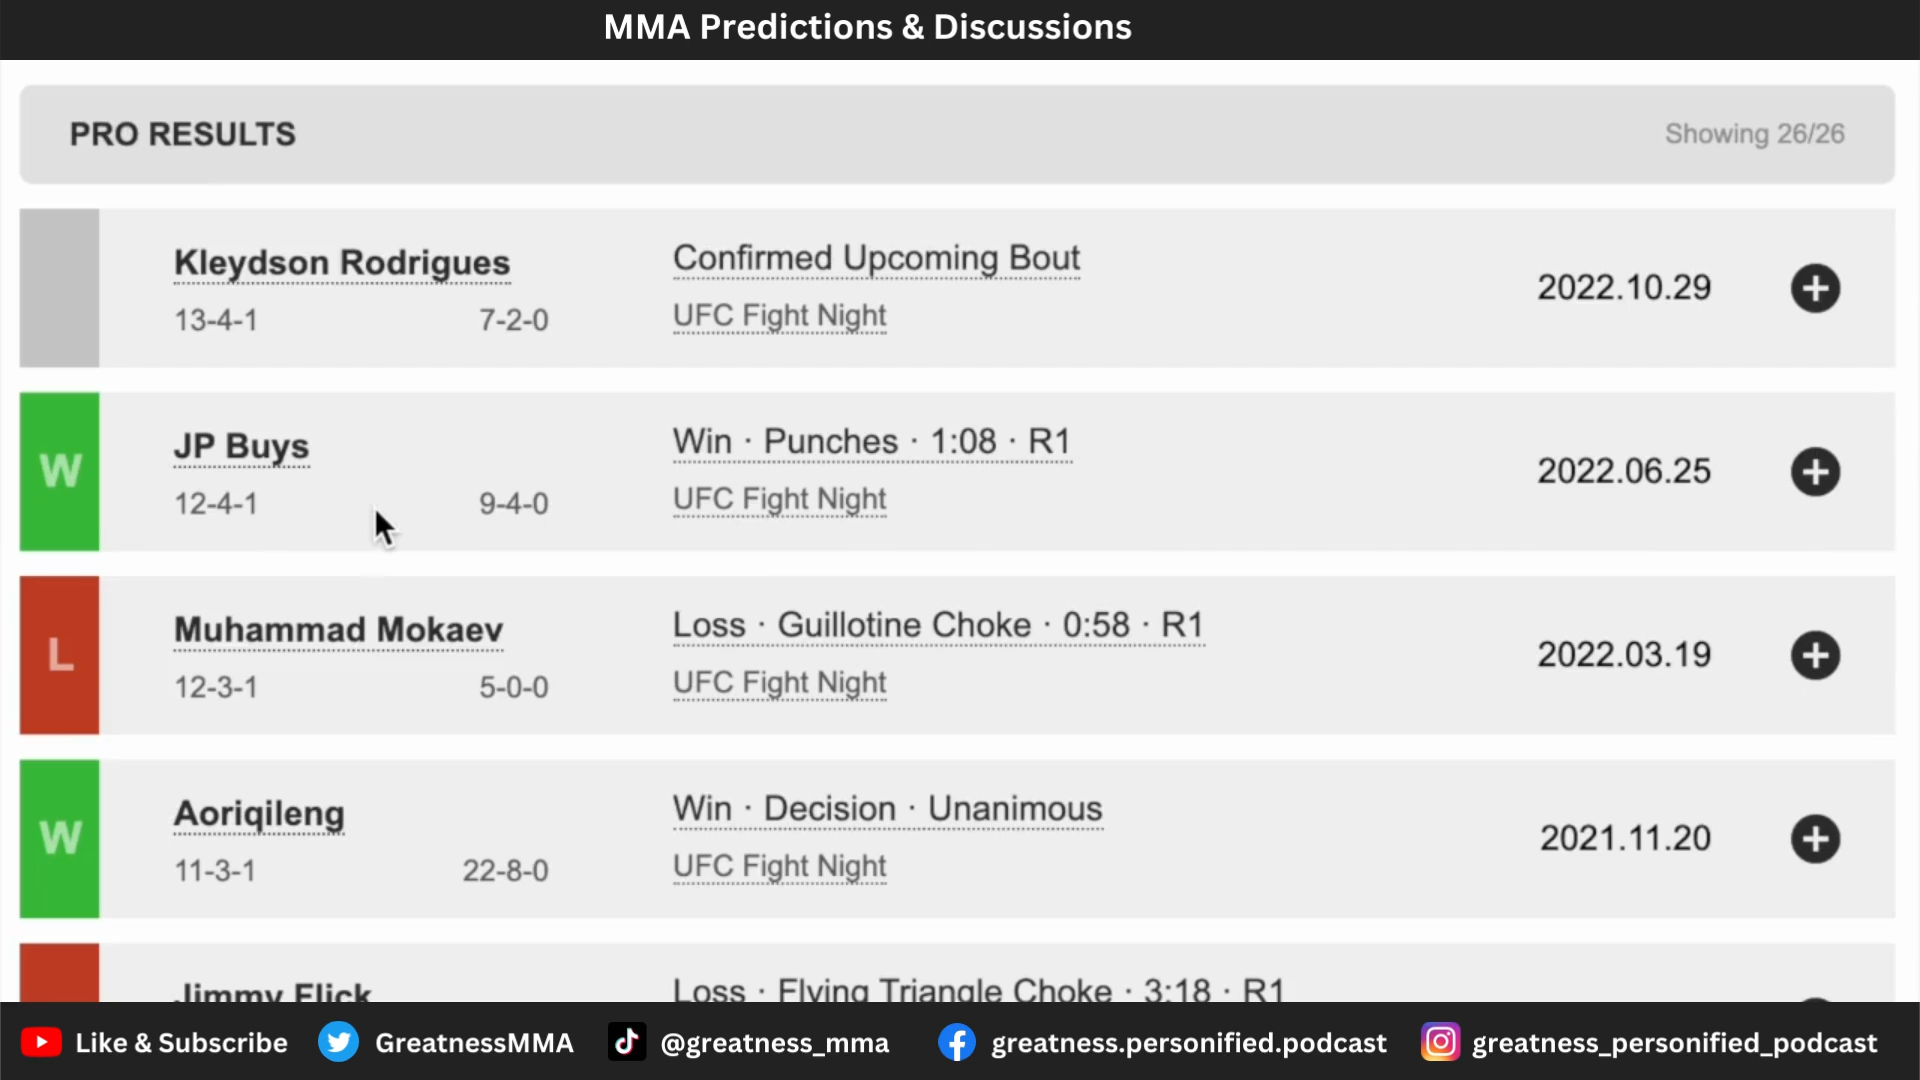 MMA Predictions & Discussions
PRO RESULTS
Showing 26/26
Kleydson Rodrigues
Confirmed Upcoming Bout
13-4-1
7-2-0
UFC Fight Night
2022.10.29
W
JP Buys
Win · Punches · 1:08 · R1
12-4-1
9-4-0
UFC Fight Night
2022.06.25
L
Muhammad Mokaev
Loss · Guillotine Choke · 0:58 · R1
12-3-1
5-0-0
UFC Fight Night
2022.03.19
W
Aoriqileng
Win · Decision · Unanimous
11-3-1
22-8-0
UFC Fight Night
2021.11.20
Jimmy Flick
Loss · Flying Triangle Choke · 3:18 · R1
Like & Subscribe
GreatnessMMA
@greatness_mma
greatness.personified.podcast
greatness_personified_podcast